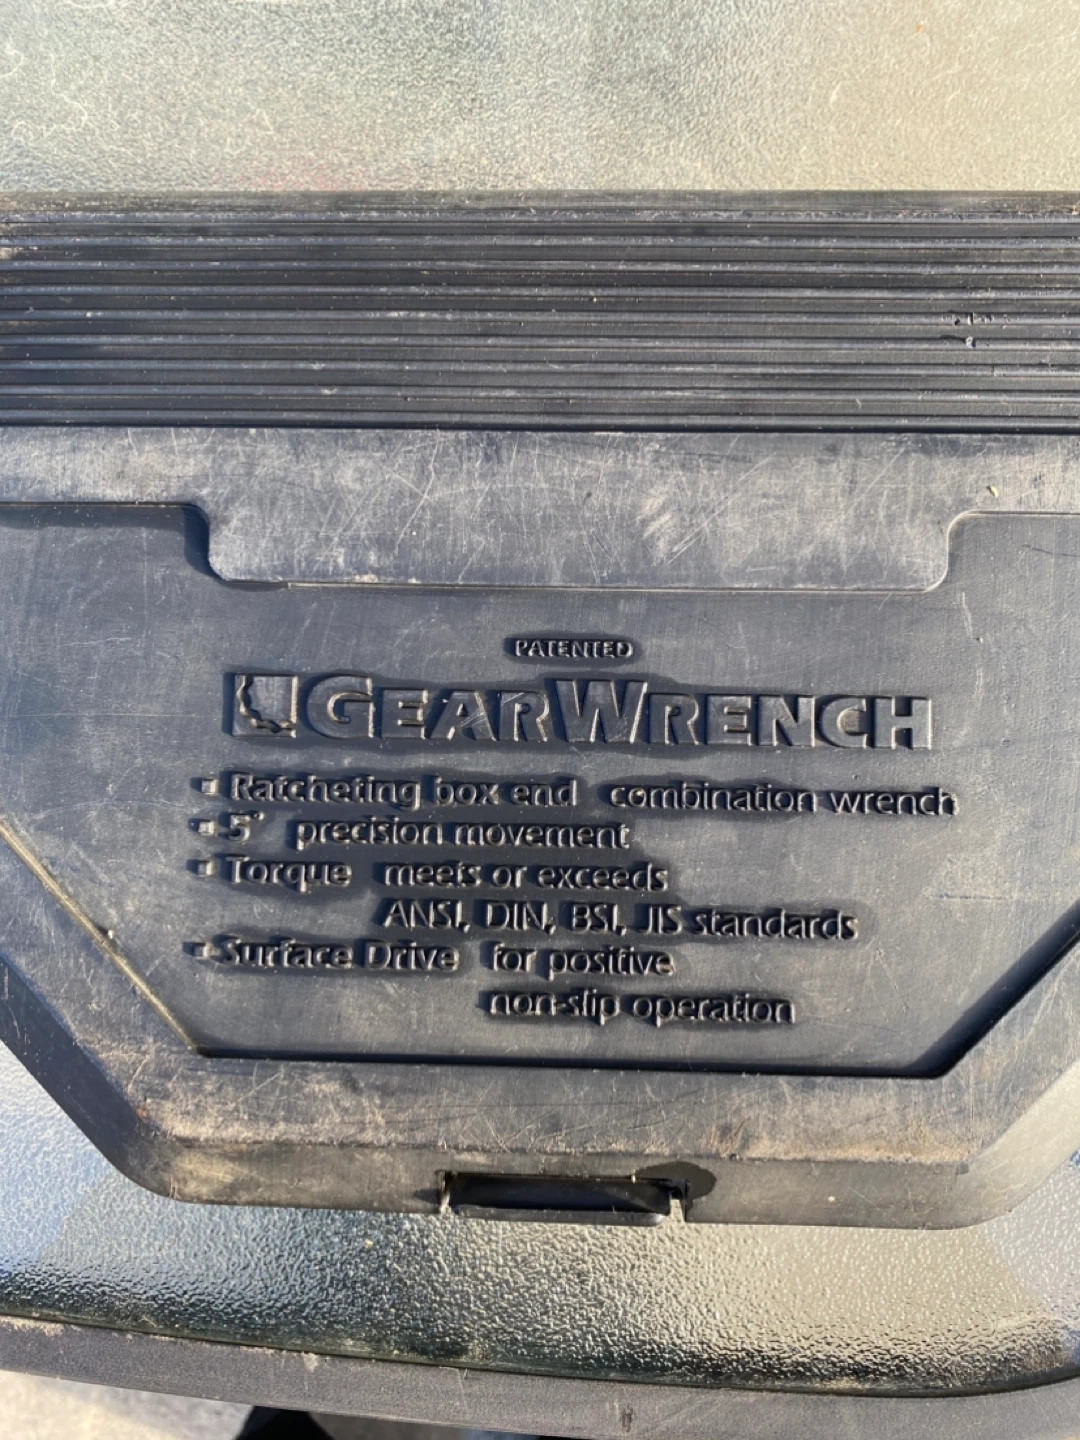 PATENTED
GEARWRENCH
▪ Ratcheting box end combination wrench
▪ 5° precision movement
▪ Torque meets or exceeds
ANSI, DIN, BSI, JIS standards
▪ Surface Drive for positive
non-slip operation